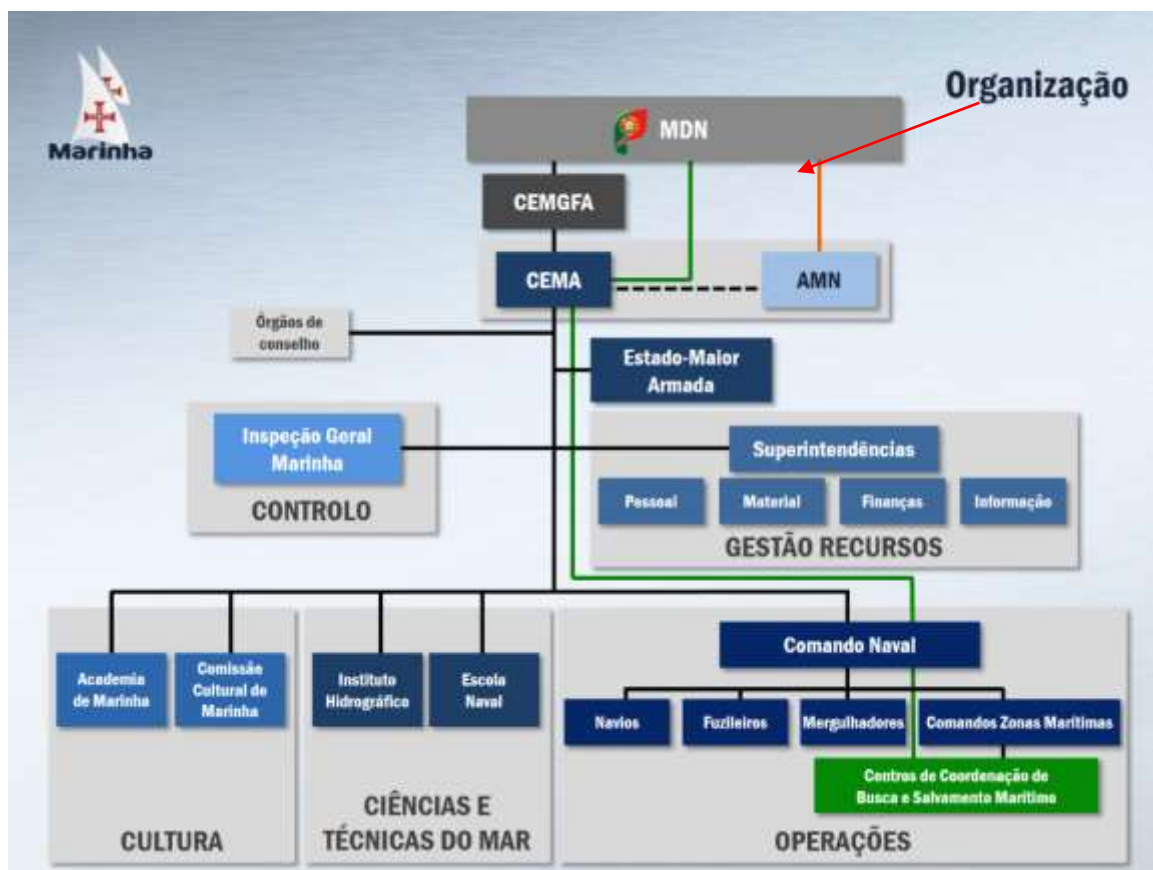 Organização
Marinha
MDN
CEMGFA
CEMA
AMN
Órgãos de
conselho
Estado-Maior
Armada
Inspeção Geral
Marinha
CONTROLO
Superintendências
Pessoal
Material
Finanças
Informação
GESTÃO RECURSOS
Academia
de Marinha
Comissão
Cultural de
Marinha
CULTURA
Instituto
Hidrográfico
Escola
Naval
CIÊNCIAS E
TÉCNICAS DO MAR
Comando Naval
Navios
Fuzileiros
Mergulhadores
Comandos Zonas Marítimas
Centros de Coordenação de
Busca e Salvamento Marítimo
OPERAÇÕES